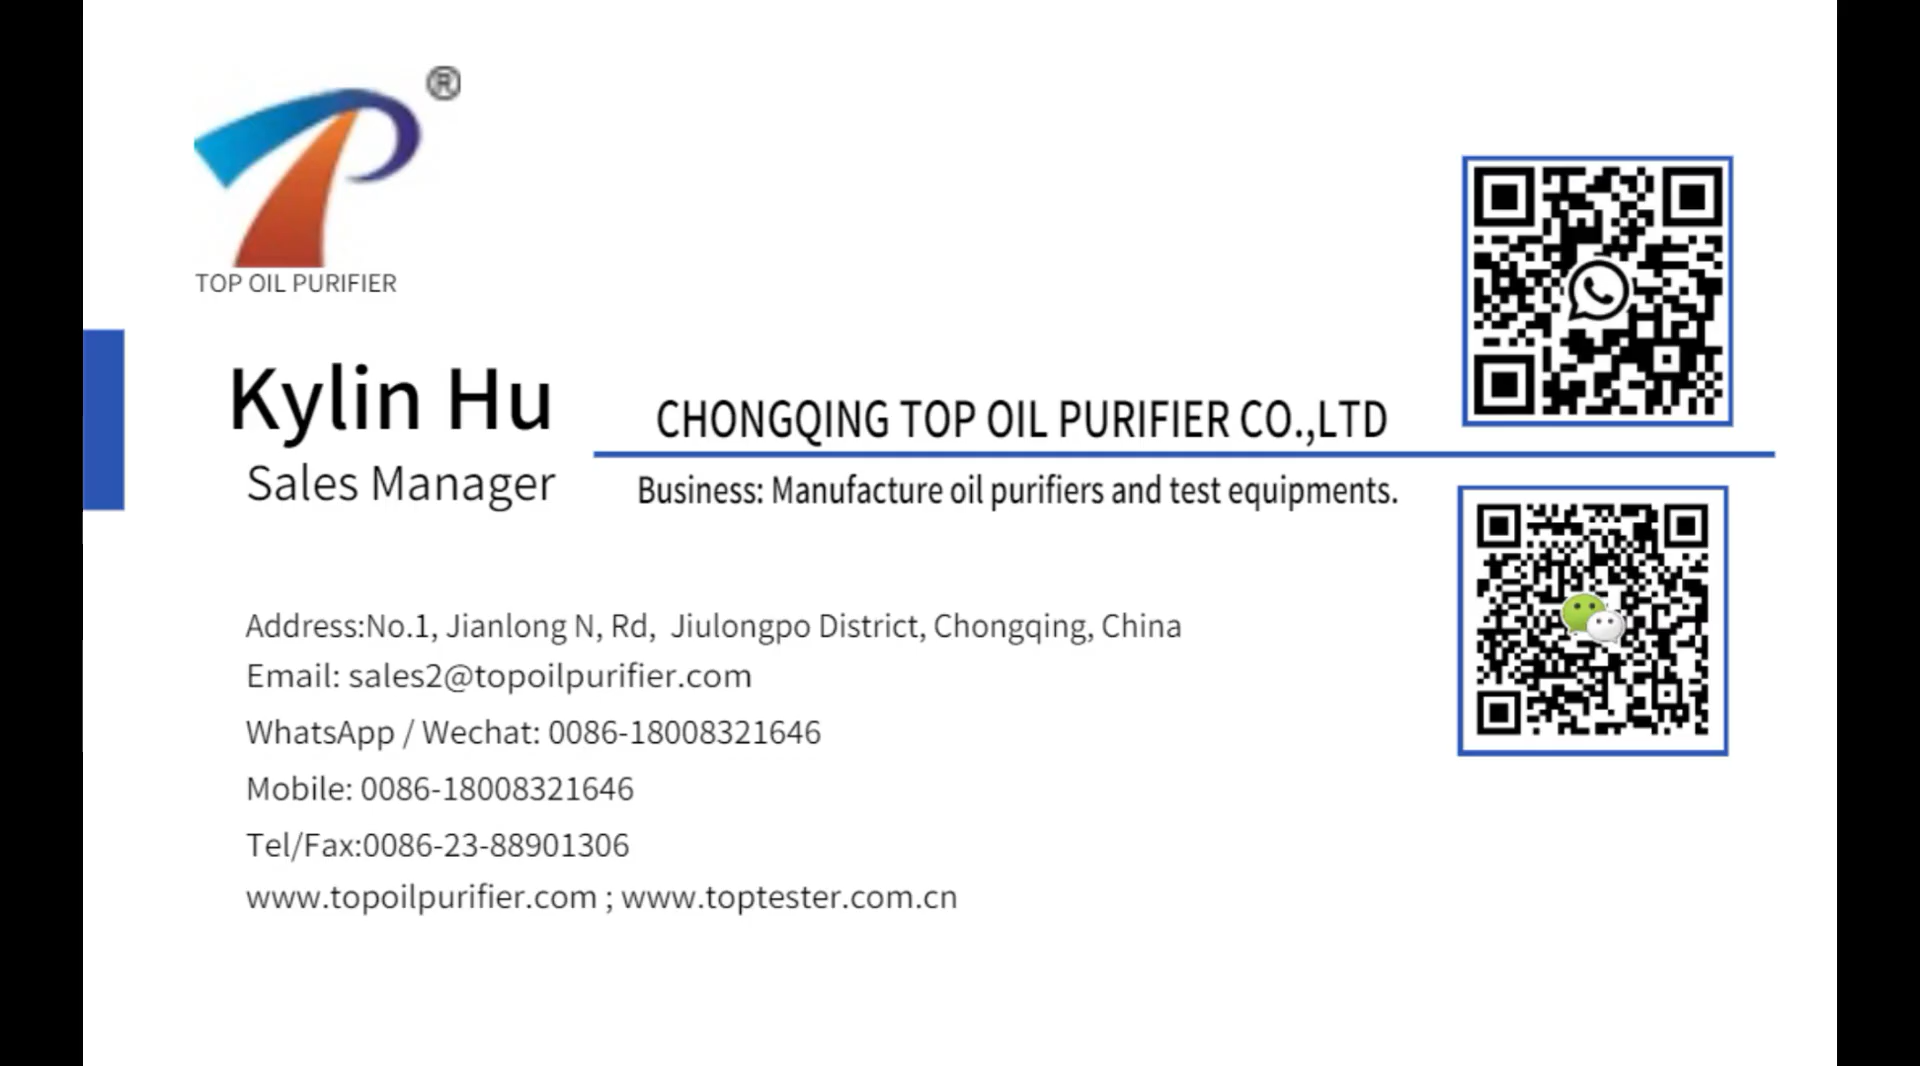 ®
TOP OIL PURIFIER
Kylin Hu
Sales Manager
CHONGQING TOP OIL PURIFIER CO.,LTD
Business: Manufacture oil purifiers and test equipments.
Address:No.1, Jianlong N, Rd, Jiulongpo District, Chongqing, China
Email: sales2@topoilpurifier.com
WhatsApp / Wechat: 0086-18008321646
Mobile: 0086-18008321646
Tel/Fax:0086-23-88901306
www.topoilpurifier.com ; www.toptester.com.cn